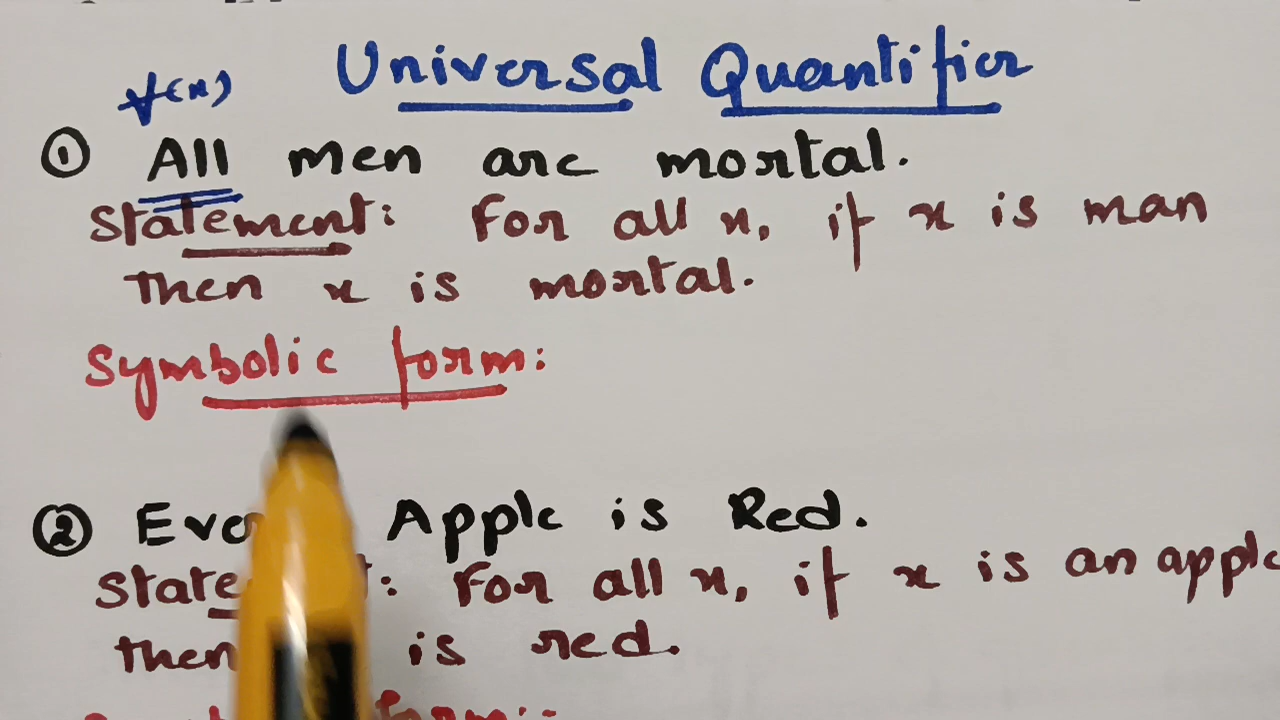 Universal Quantifier
∀(x)
① All men are mortal.
Statement: For all x, if x is man
then x is mortal.
Symbolic form:
② Apple is Red.
For all x, if x is an apple
then is red.
form:-